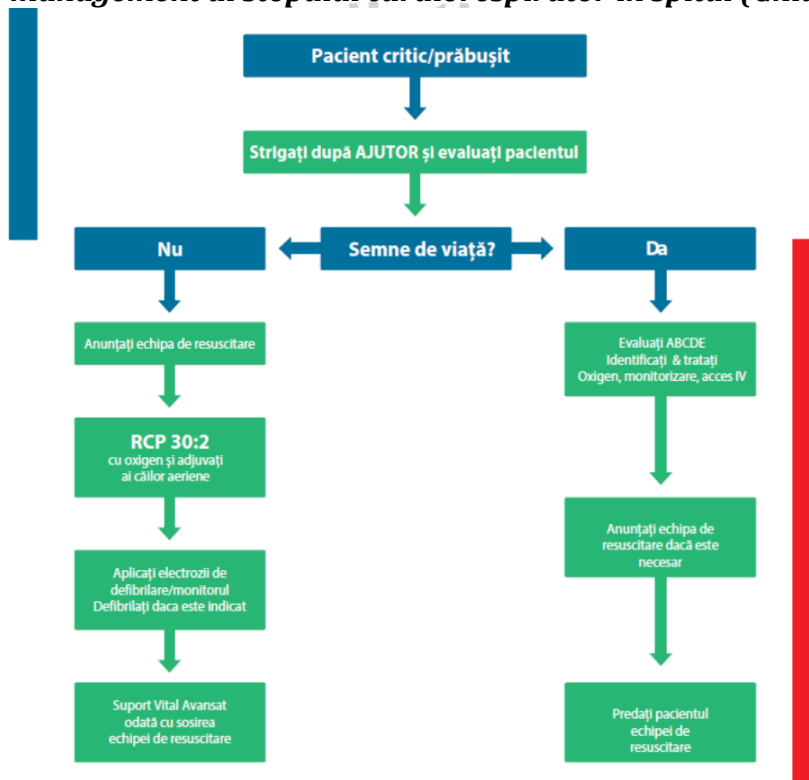 Pacient critic/prăbușit
Strigați după AJUTOR și evaluați pacientul
Nu
Semne de viață?
Da
Anunțați echipa de resuscitare
RCP 30:2
cu oxigen și adjuvați
ai căilor aeriene
Aplicați electrozii de
defibrilare/monitorul
Defibrilați daca este indicat
Suport Vital Avansat
odată cu sosirea
echipei de resuscitare
Evaluați ABCDE
Identificați & tratați
Oxigen, monitorizare, acces IV
Anunțați echipa de
resuscitare dacă este
necesar
Predați pacientul
echipei de
resuscitare